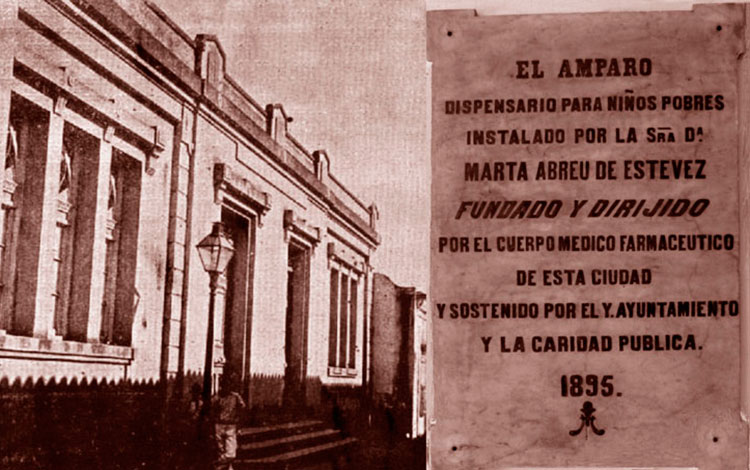 EL AMPARO
DISPENSARIO PARA NIÑOS POBRES
INSTALADO POR LA SRA Dª
MARTA ABREU DE ESTEVEZ
FUNDADO Y DIRIJIDO
POR EL CUERPO MEDICO FARMACEUTICO
DE ESTA CIUDAD
Y SOSTENIDO POR EL Y. AYUNTAMIENTO
Y LA CARIDAD PUBLICA.
1895.